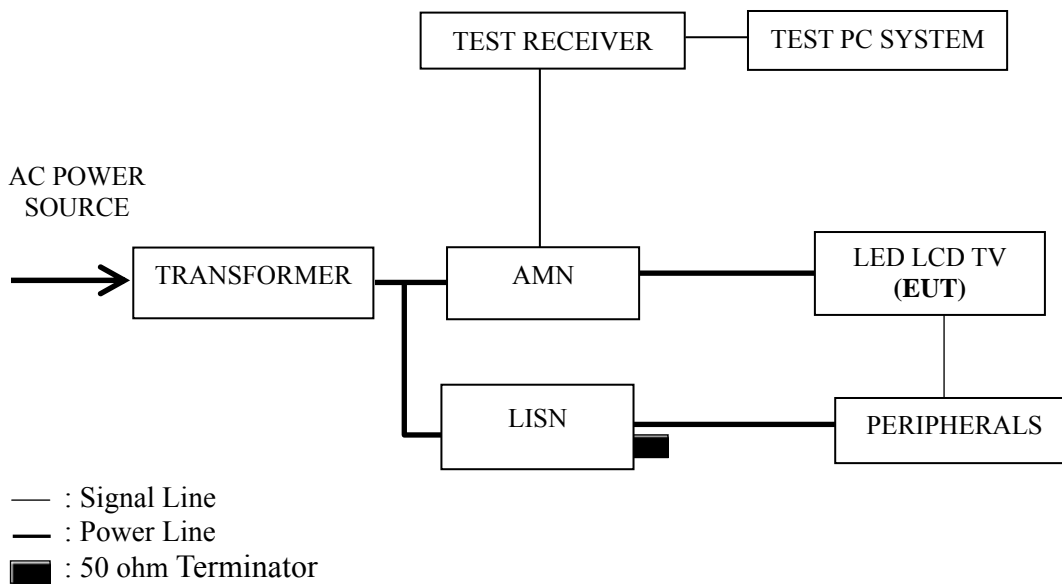 TEST RECEIVER
TEST PC SYSTEM
AC POWER
SOURCE
TRANSFORMER
AMN
LED LCD TV
(EUT)
LISN
PERIPHERALS
: Signal Line
: Power Line
: 50 ohm Terminator